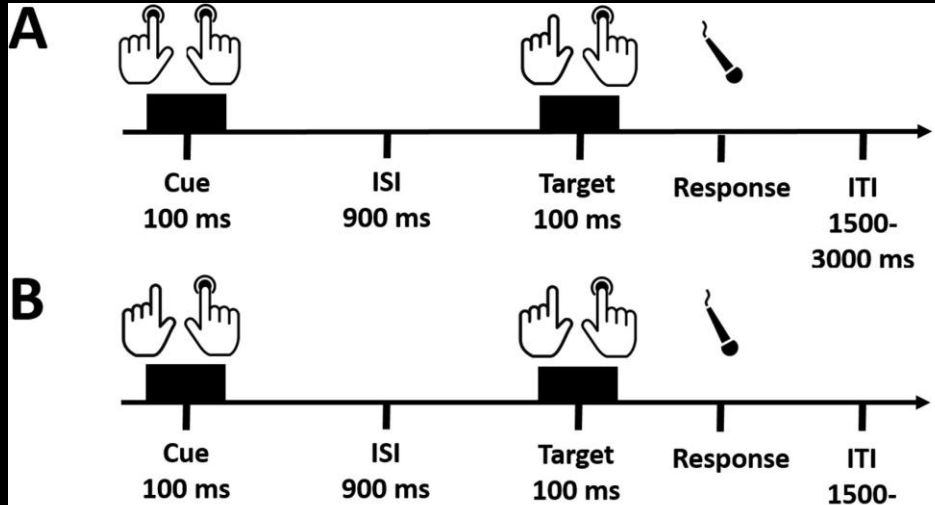 A
Cue ISI Target Response ITI
100 ms 900 ms 100 ms 1500-
3000 ms
B
Cue ISI Target Response ITI
100 ms 900 ms 100 ms 1500-